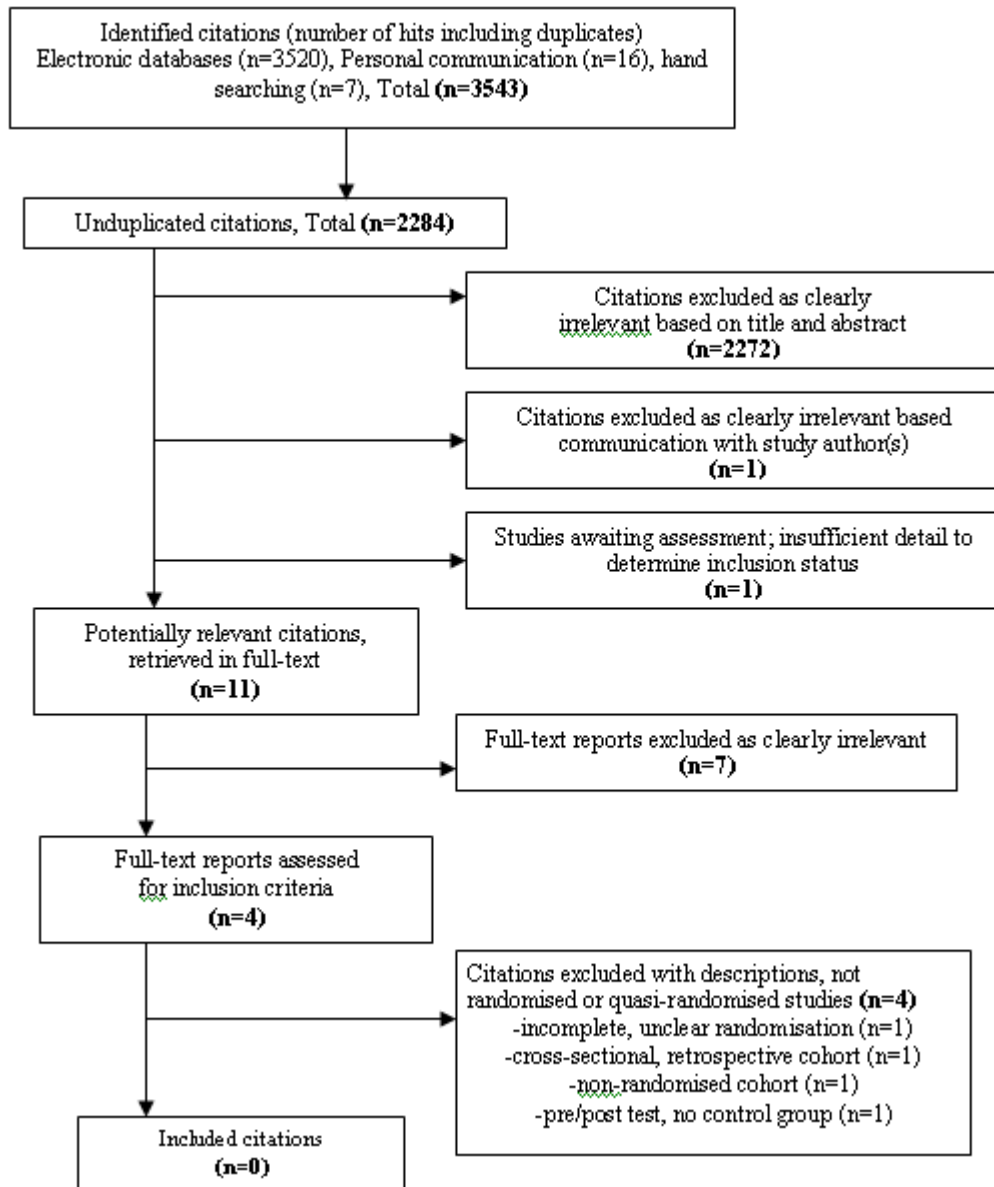 Identified citations (number of hits including duplicates)
Electronic databases (n=3520), Personal communication (n=16), hand
searching (n=7), Total (n=3543)
Unduplicated citations, Total (n=2284)
Citations excluded as clearly
irrelevant based on title and abstract
(n=2272)
Citations excluded as clearly irrelevant based
communication with study author(s)
(n=1)
Studies awaiting assessment; insufficient detail to
determine inclusion status
(n=1)
Potentially relevant citations,
retrieved in full-text
(n=11)
Full-text reports excluded as clearly irrelevant
(n=7)
Full-text reports assessed
for inclusion criteria
(n=4)
Citations excluded with descriptions, not
randomised or quasi-randomised studies (n=4)
-incomplete, unclear randomisation (n=1)
-cross-sectional, retrospective cohort (n=1)
-non-randomised cohort (n=1)
-pre/post test, no control group (n=1)
Included citations
(n=0)